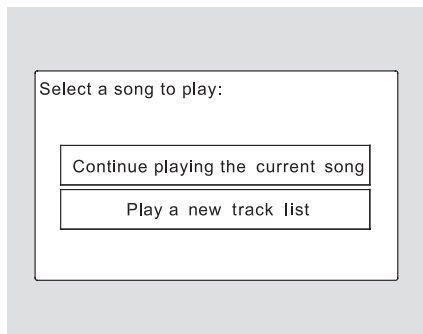 Select a song to play:
Continue playing the current song
Play a new track list